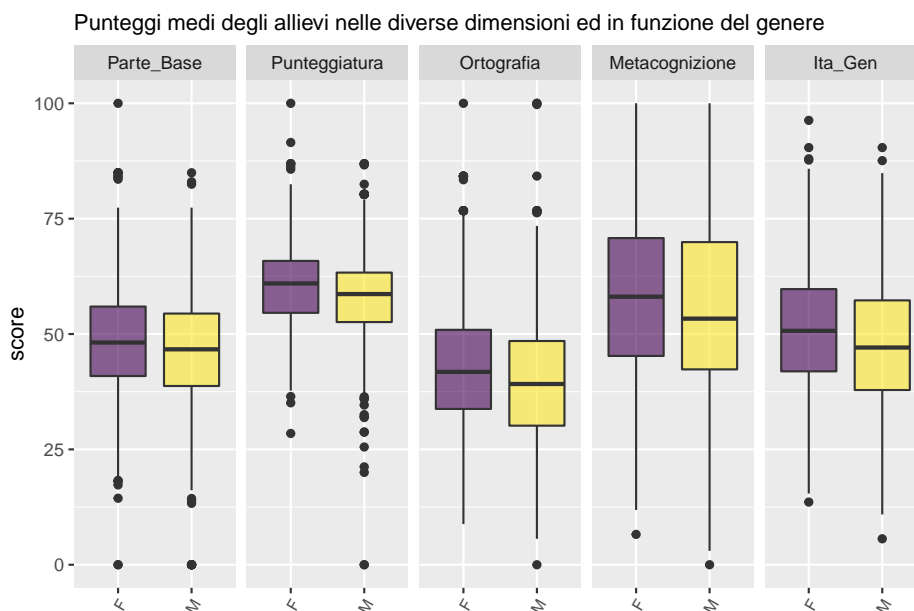 Punteggi medi degli allievi nelle diverse dimensioni ed in funzione del genere
Parte_Base Punteggiatura Ortografia Metacognizione Ita_Gen
100
75
50
25
0
score
F M F M F M F M F M